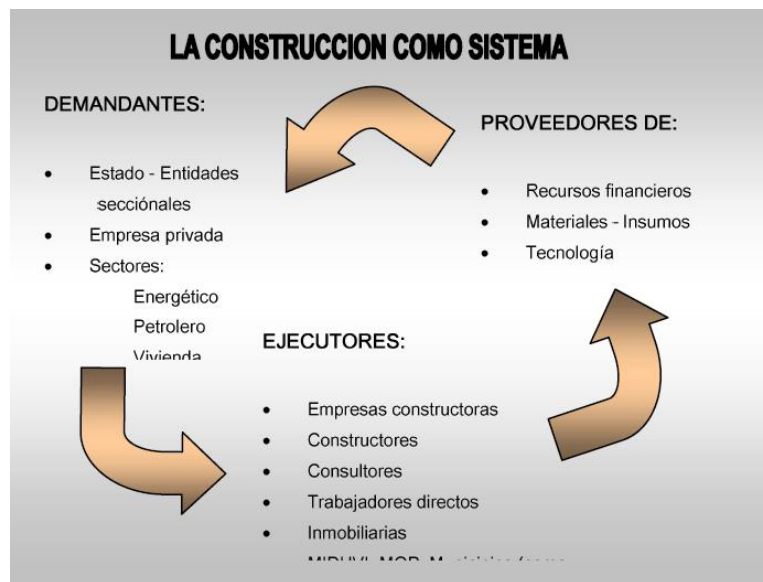 LA CONSTRUCCION COMO SISTEMA
DEMANDANTES:
• Estado - Entidades
secciónales
• Empresa privada
• Sectores:
Energético
Petrolero
Vivienda
PROVEEDORES DE:
• Recursos financieros
• Materiales - Insumos
• Tecnología
EJECUTORES:
• Empresas constructoras
• Constructores
• Consultores
• Trabajadores directos
• Inmobiliarias